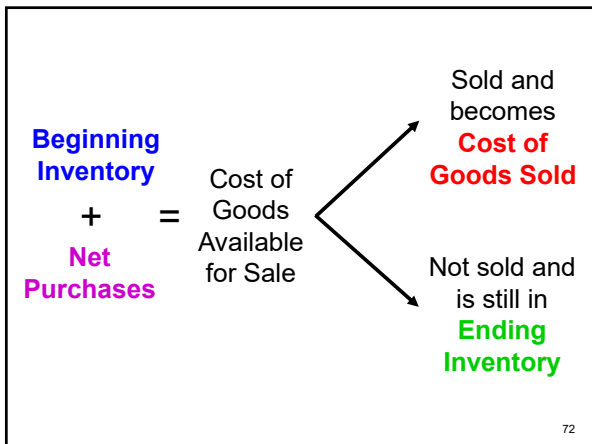 Beginning
Inventory
+
Net
Purchases
=
Cost of
Goods
Available
for Sale
Sold and
becomes
Cost of
Goods Sold
Not sold and
is still in
Ending
Inventory
72